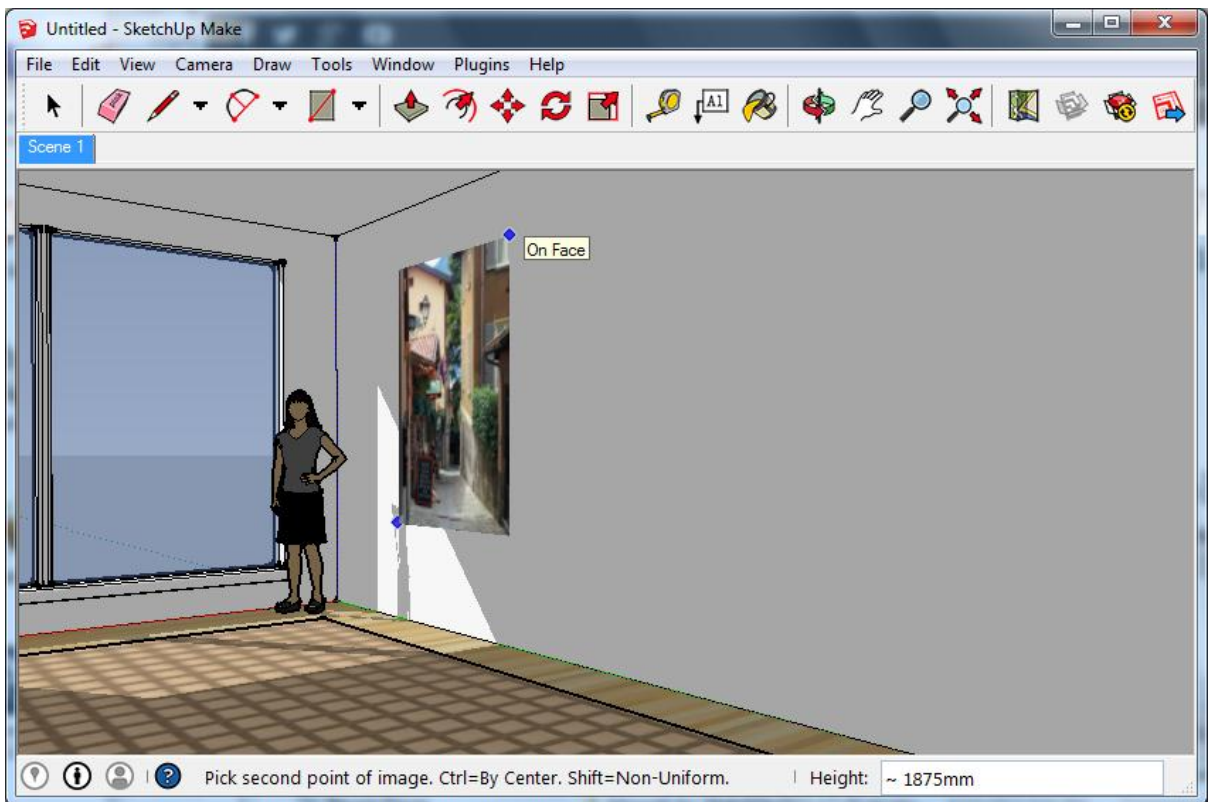 Untitled - SketchUp Make
File Edit View Camera Draw Tools Window Plugins Help
A1
Scene 1
On Face
Pick second point of image. Ctrl=By Center. Shift=Non-Uniform. Height: ~ 1875mm